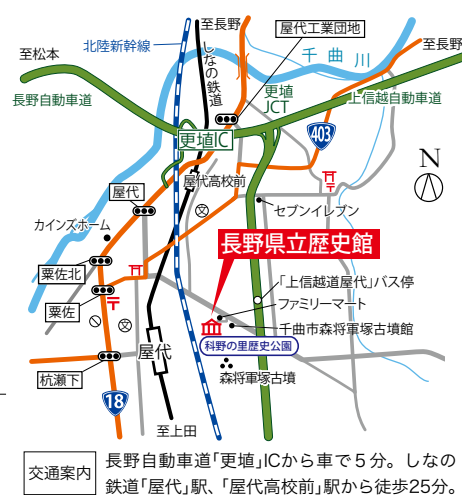 至長野
屋代工業団地
北陸新幹線
しなの鉄道
千曲川
至長野
至松本
長野自動車道
更埴
JCT
上信越自動車道
更埴IC
403
N
屋代高校前
屋代
文
セブンイレブン
カインズホーム
長野県立歴史館
粟佐北
「上信越道屋代」バス停
ファミリーマート
粟佐
文
千曲市森将軍塚古墳館
屋代
科野の里歴史公園
杭瀬下
森将軍塚古墳
18
至上田
交通案内
長野自動車道「更埴」ICから車で5分。しなの
鉄道「屋代」駅、「屋代高校前」駅から徒歩25分。